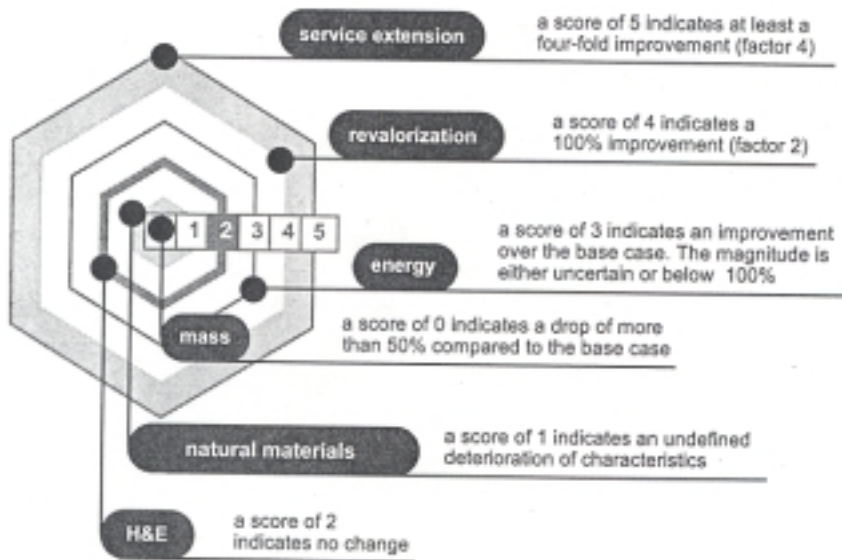 service extension
a score of 5 indicates at least a
four-fold improvement (factor 4)
revalorization
a score of 4 indicates a
100% improvement (factor 2)
1 2 3 4 5
energy
a score of 3 indicates an improvement
over the base case. The magnitude is
either uncertain or below 100%
mass
a score of 0 indicates a drop of more
than 50% compared to the base case
natural materials
a score of 1 indicates an undefined
deterioration of characteristics
H&E
a score of 2
indicates no change